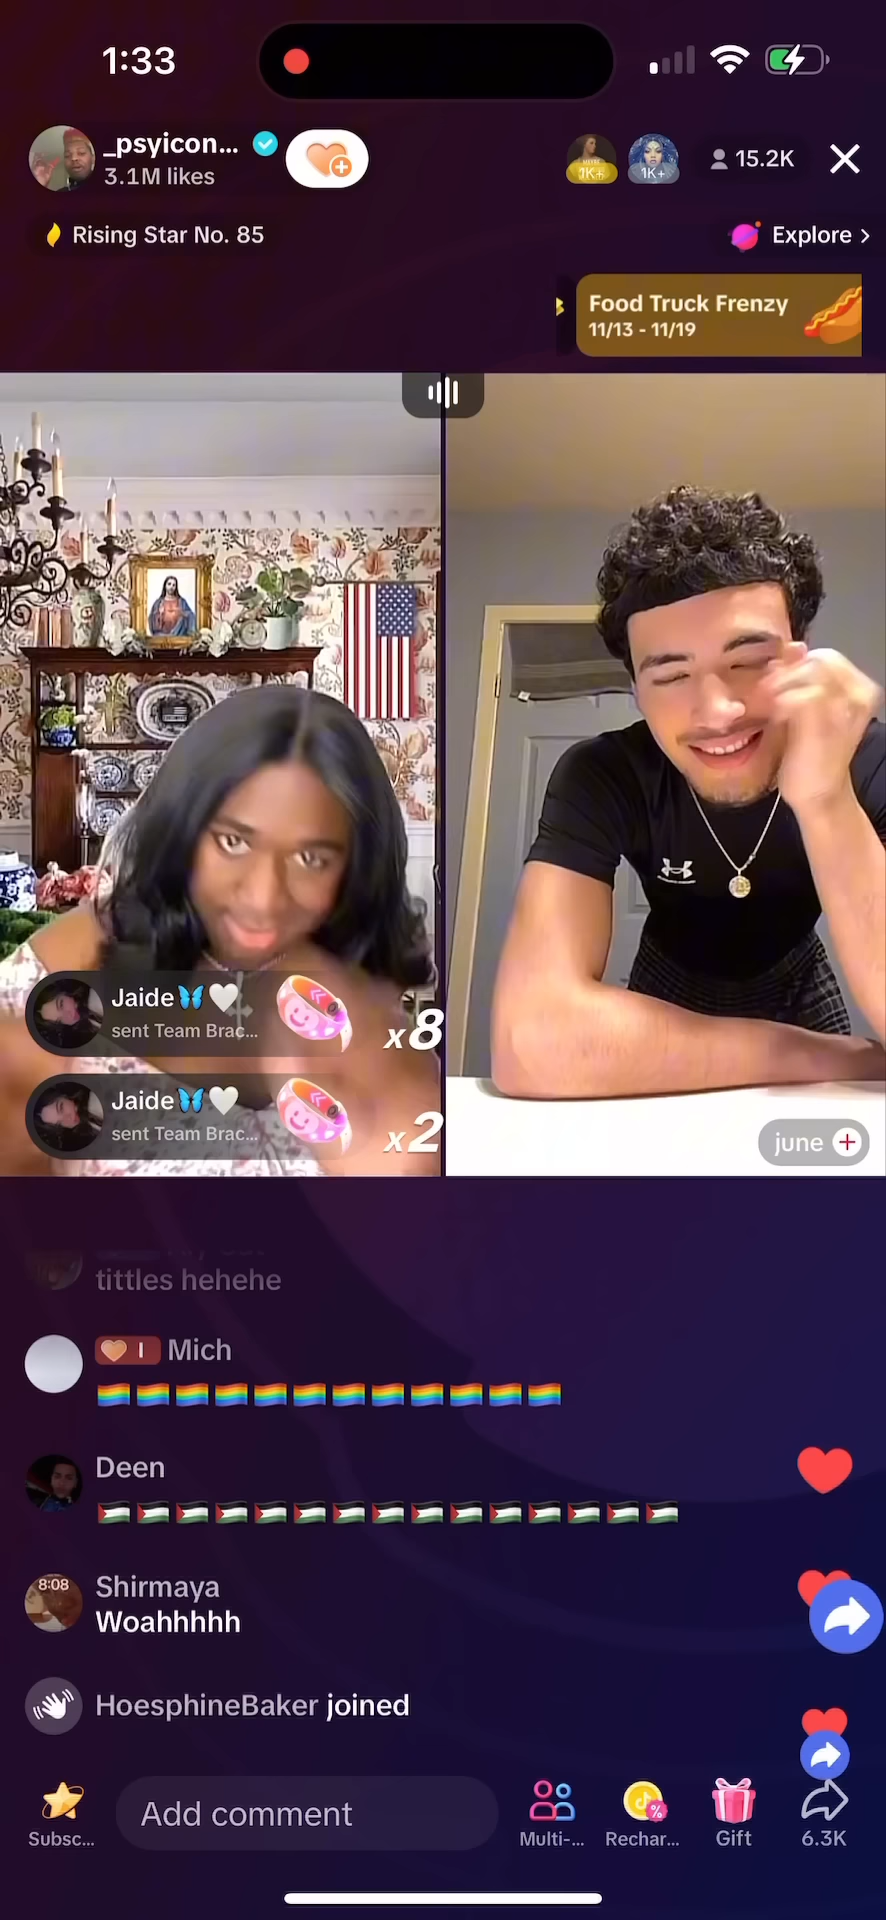 1:33
_psyicon...
3.1M likes
1K+
1K+
15.2K
Rising Star No. 85
Explore >
Food Truck Frenzy
11/13 - 11/19
Jaide🦋🤍
sent Team Brac...
x8
Jaide🦋🤍
sent Team Brac...
x2
june +
tittles hehehe
I Mich
🏳️‍🌈🏳️‍🌈🏳️‍🌈🏳️‍🌈🏳️‍🌈🏳️‍🌈🏳️‍🌈🏳️‍🌈🏳️‍🌈🏳️‍🌈🏳️‍🌈🏳️‍🌈
Deen
🇵🇸🇵🇸🇵🇸🇵🇸🇵🇸🇵🇸🇵🇸🇵🇸🇵🇸🇵🇸🇵🇸🇵🇸🇵🇸🇵🇸🇵🇸
8:08
Shirmaya
Woahhhhh
HoesphineBaker joined
Add comment
Subsc...
Multi-...
Rechar...
Gift
6.3K